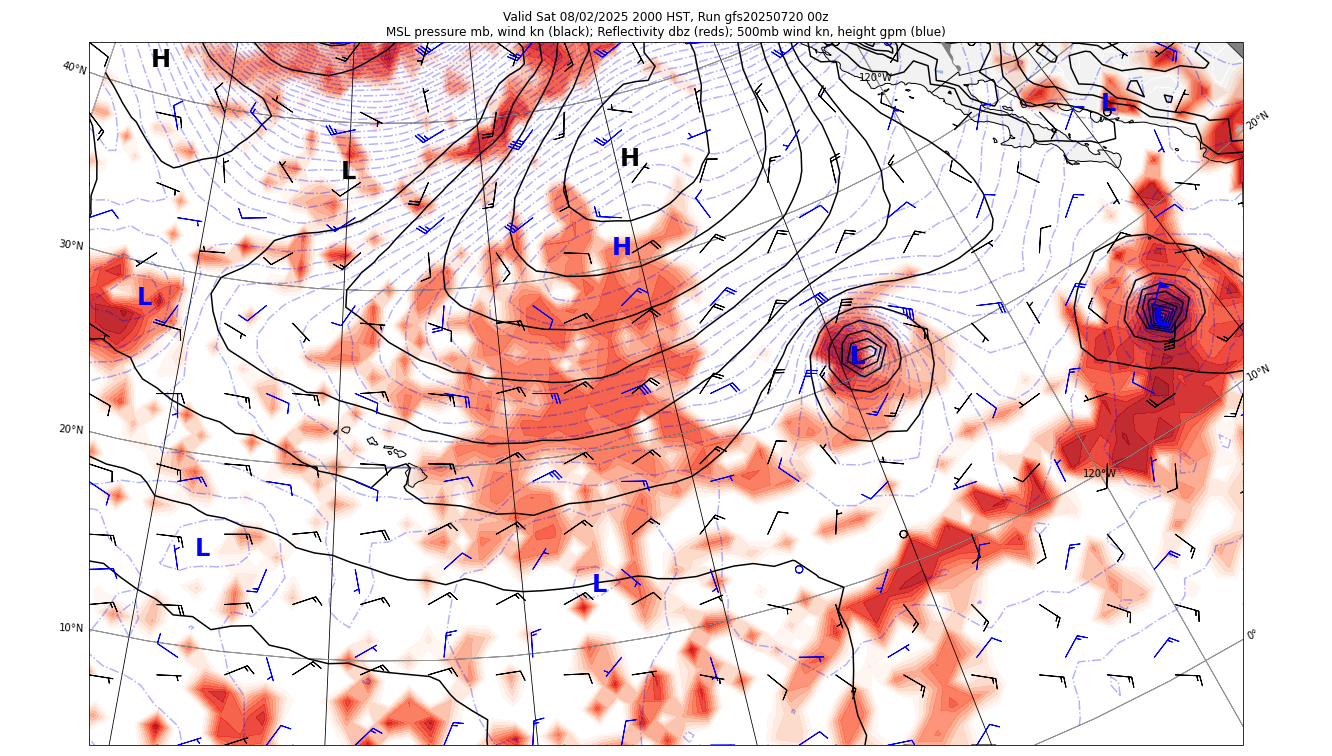 Valid Sat 08/02/2025 2000 HST, Run gfs20250720 00z
MSL pressure mb, wind kn (black); Reflectivity dbz (reds); 500mb wind kn, height gpm (blue)
H
40°N
120°W
L
20°N
L
H
30°N
H
L
L
L
10°N
20°N
120°W
L
L
10°N
0°